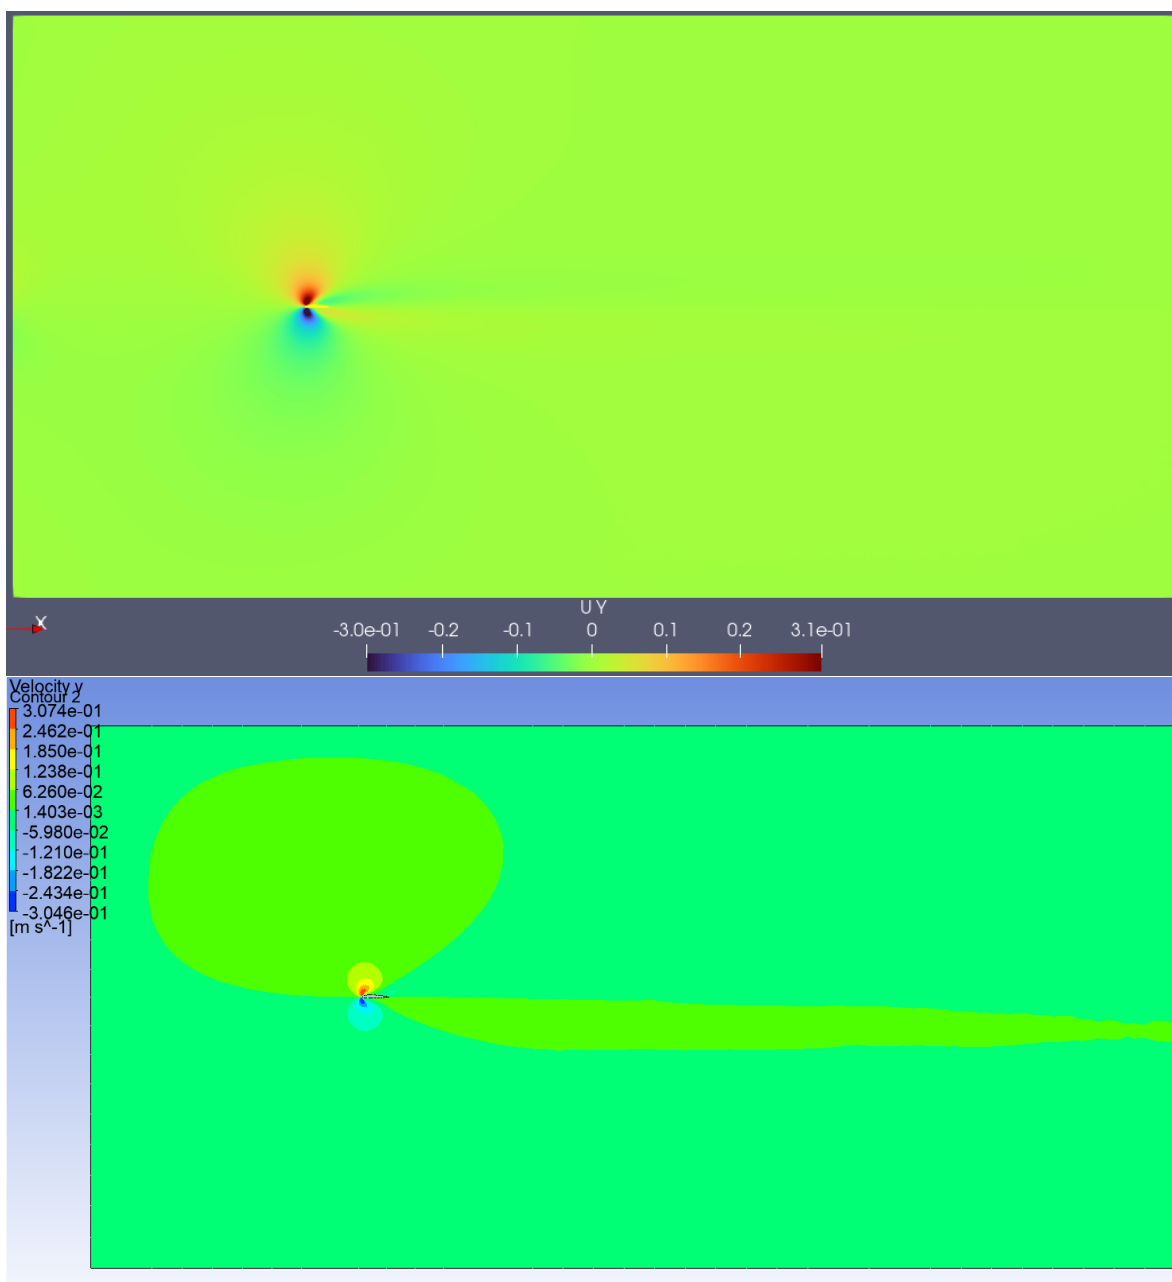 U Y
X
-3.0e-01 -0.2 -0.1 0 0.1 0.2 3.1e-01
Velocity v
Contour 2
3.074e-01
2.462e-01
1.850e-01
1.238e-01
6.260e-02
1.403e-03
-5.980e-02
-1.210e-01
-1.822e-01
-2.434e-01
-3.046e-01
[m s^-1]